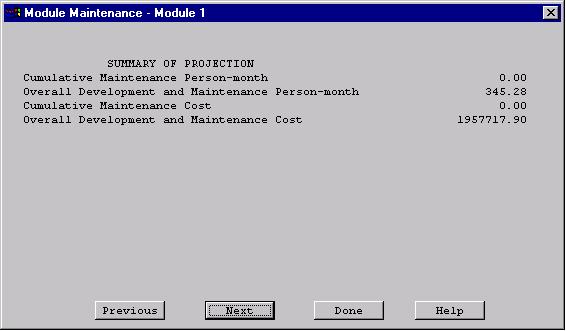 Module Maintenance - Module 1
SUMMARY OF PROJECTION
Cumulative Maintenance Person-month 0.00
Overall Development and Maintenance Person-month 345.28
Cumulative Maintenance Cost 0.00
Overall Development and Maintenance Cost 1957717.90
Previous Next Done Help